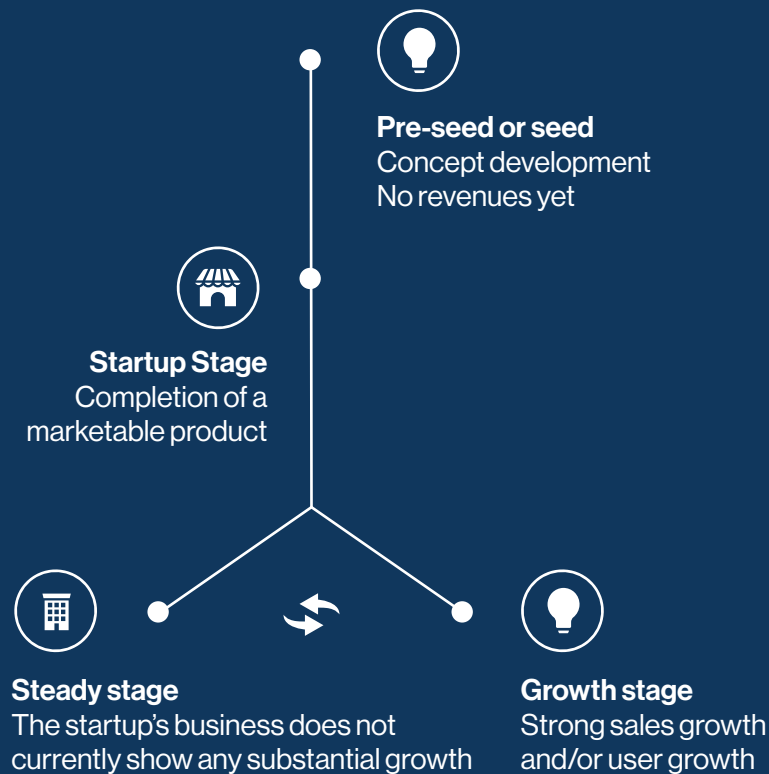 Pre-seed or seed
Concept development
No revenues yet
Startup Stage
Completion of a
marketable product
Steady stage
The startup's business does not
currently show any substantial growth
Growth stage
Strong sales growth
and/or user growth